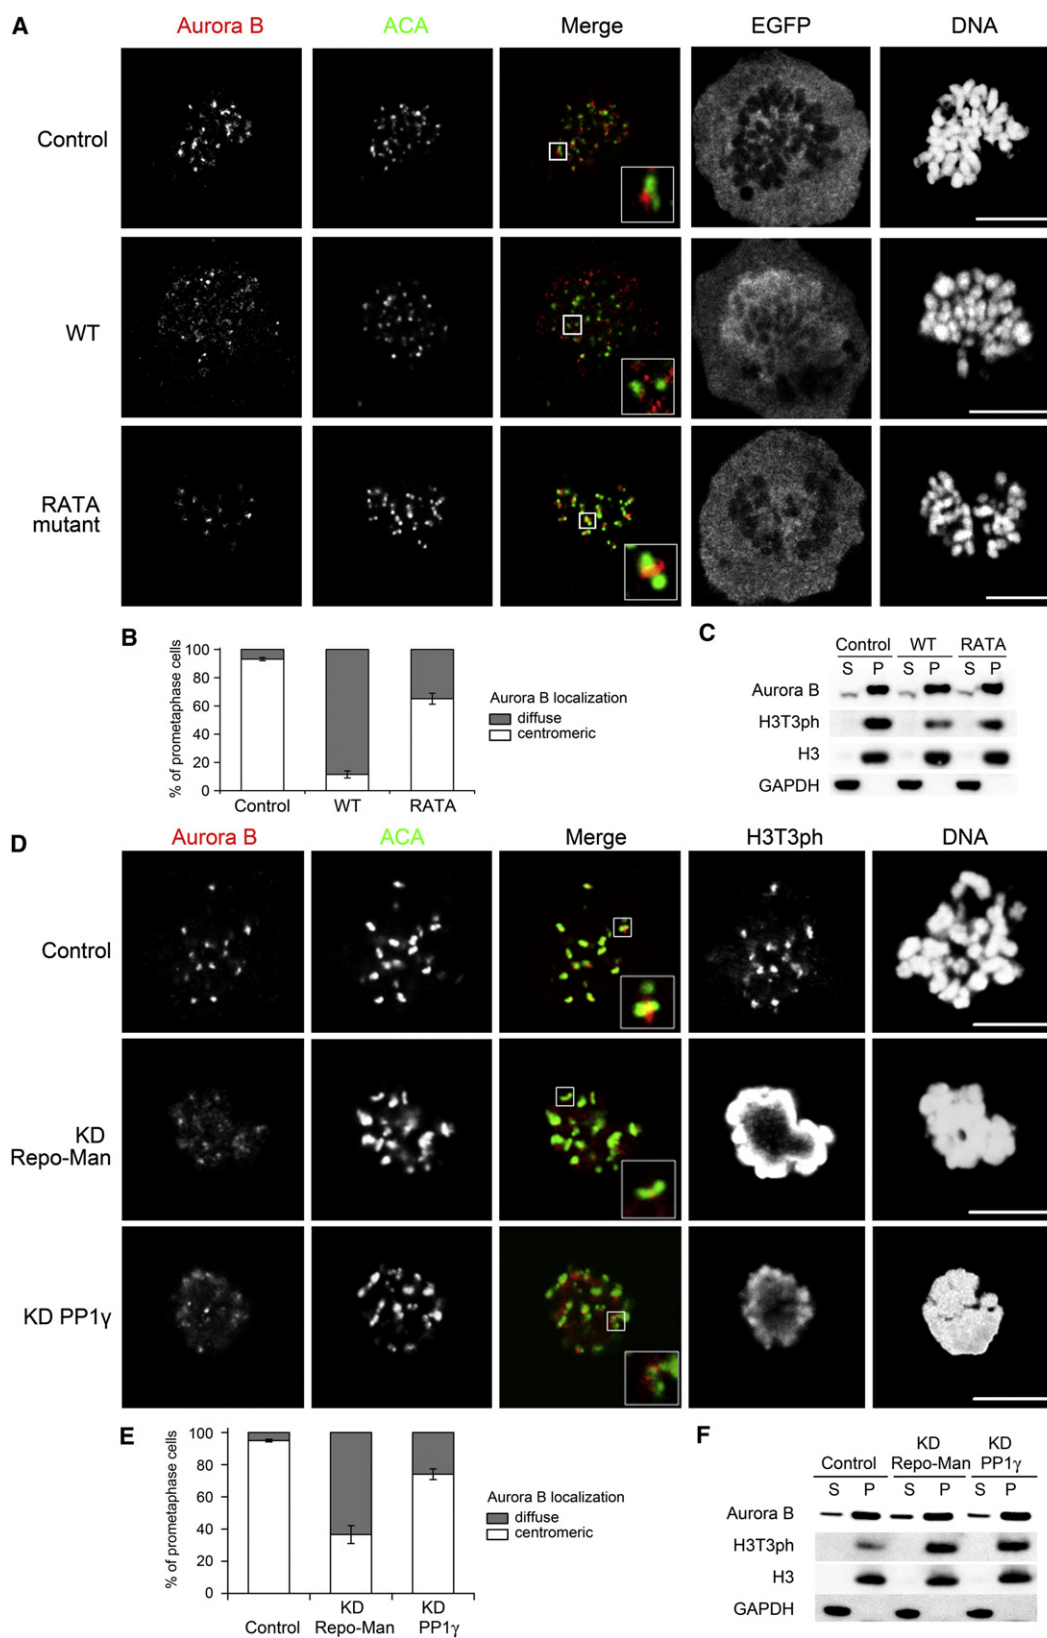 A
Aurora B ACA Merge EGFP DNA
Control
WT
RATA
mutant
B
% of prometaphase cells
100
80
60
40
20
0
Control WT RATA
Aurora B localization
diffuse
centromeric
C
Control WT RATA
S P S P S P
Aurora B
H3T3ph
H3
GAPDH
D
Aurora B ACA Merge H3T3ph DNA
Control
KD
Repo-Man
KD PP1γ
E
% of prometaphase cells
100
80
60
40
20
0
Control KD KD
Repo-Man PP1γ
Aurora B localization
diffuse
centromeric
F
KD KD
Control Repo-Man PP1γ
S P S P S P
Aurora B
H3T3ph
H3
GAPDH